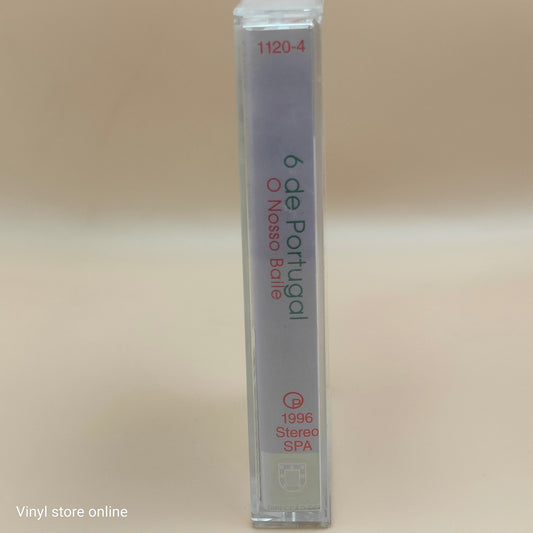 1120-4
6 de Portugal
O Nosso Baile
℗
1996
Stereo
SPA
Vinyl store online